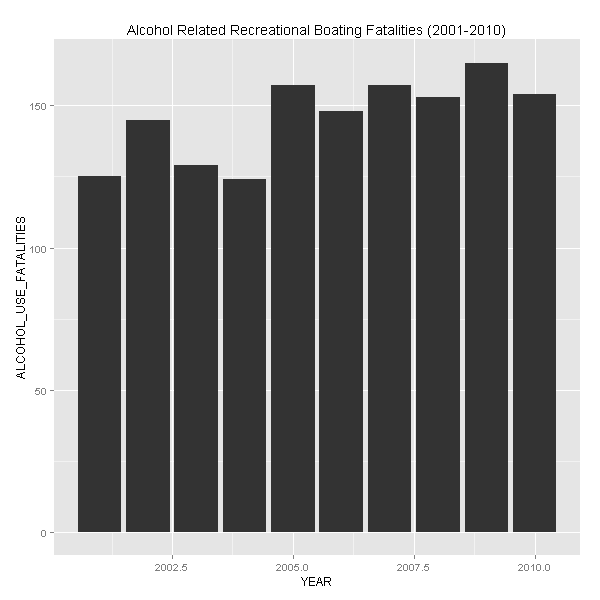 Alcohol Related Recreational Boating Fatalities (2001-2010)
150
100
50
0
ALCOHOL_USE_FATALITIES
2002.5 2005.0 2007.5 2010.0
YEAR